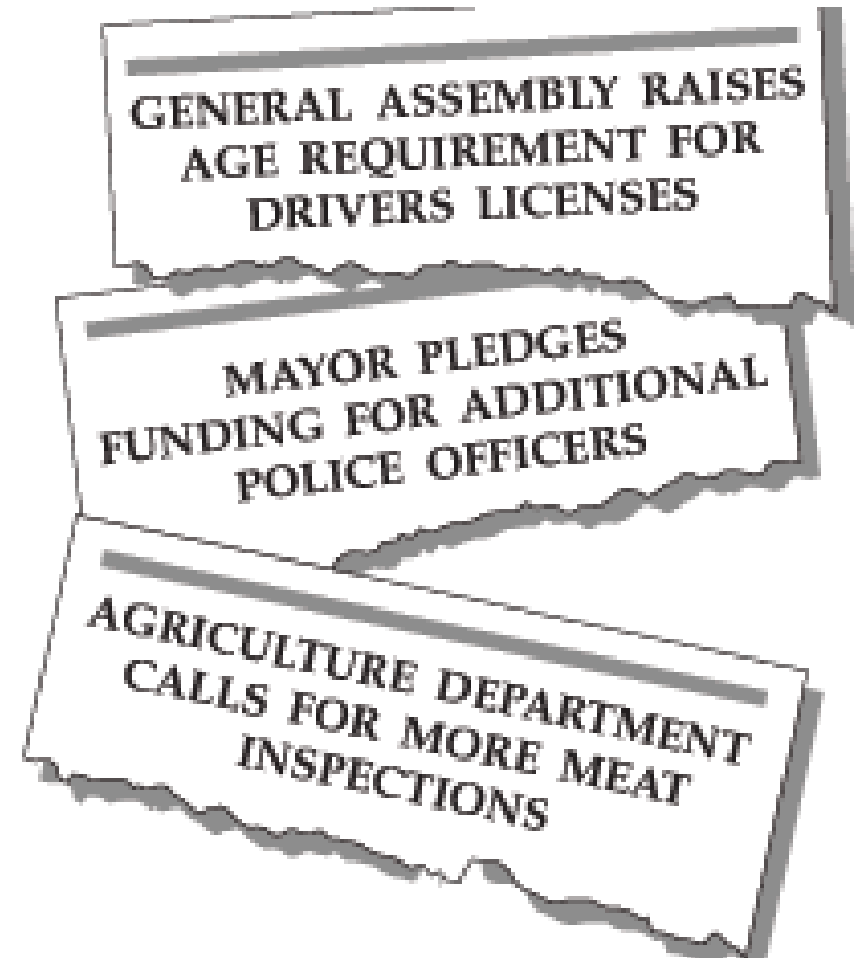 GENERAL ASSEMBLY RAISES
AGE REQUIREMENT FOR
DRIVERS LICENSES
MAYOR PLEDGES
FUNDING FOR ADDITIONAL
POLICE OFFICERS
AGRICULTURE DEPARTMENT
CALLS FOR MORE MEAT
INSPECTIONS